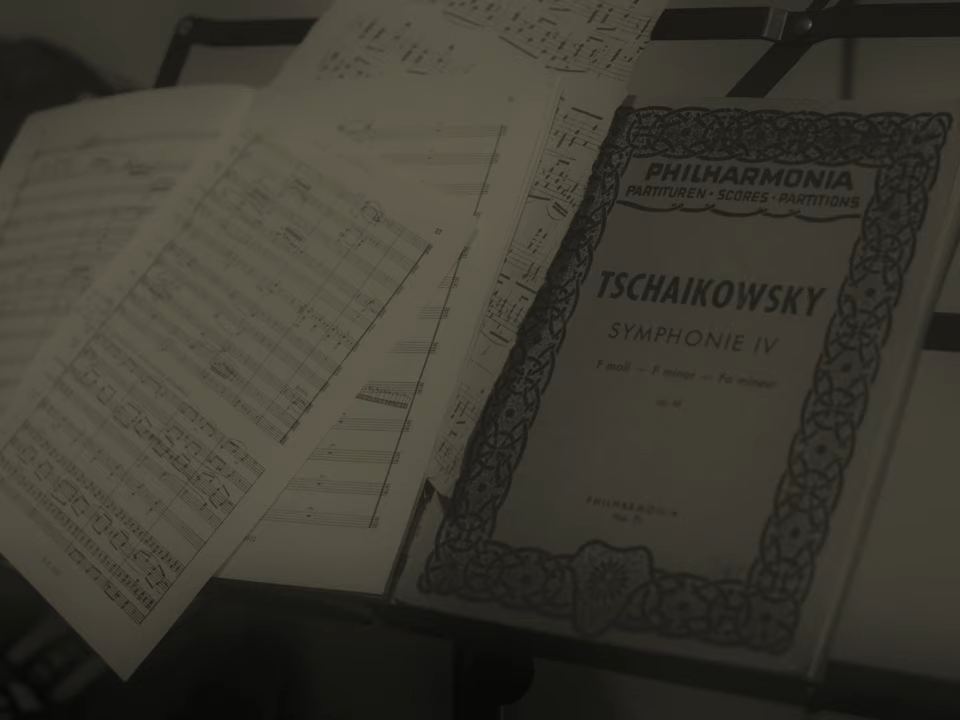 PHILHARMONIA
PARTITUREN · SCORES · PARTITIONS
TSCHAIKOWSKY
SYMPHONIE IV
F moll — F minor — Fa mineur
PHILHARMONIA